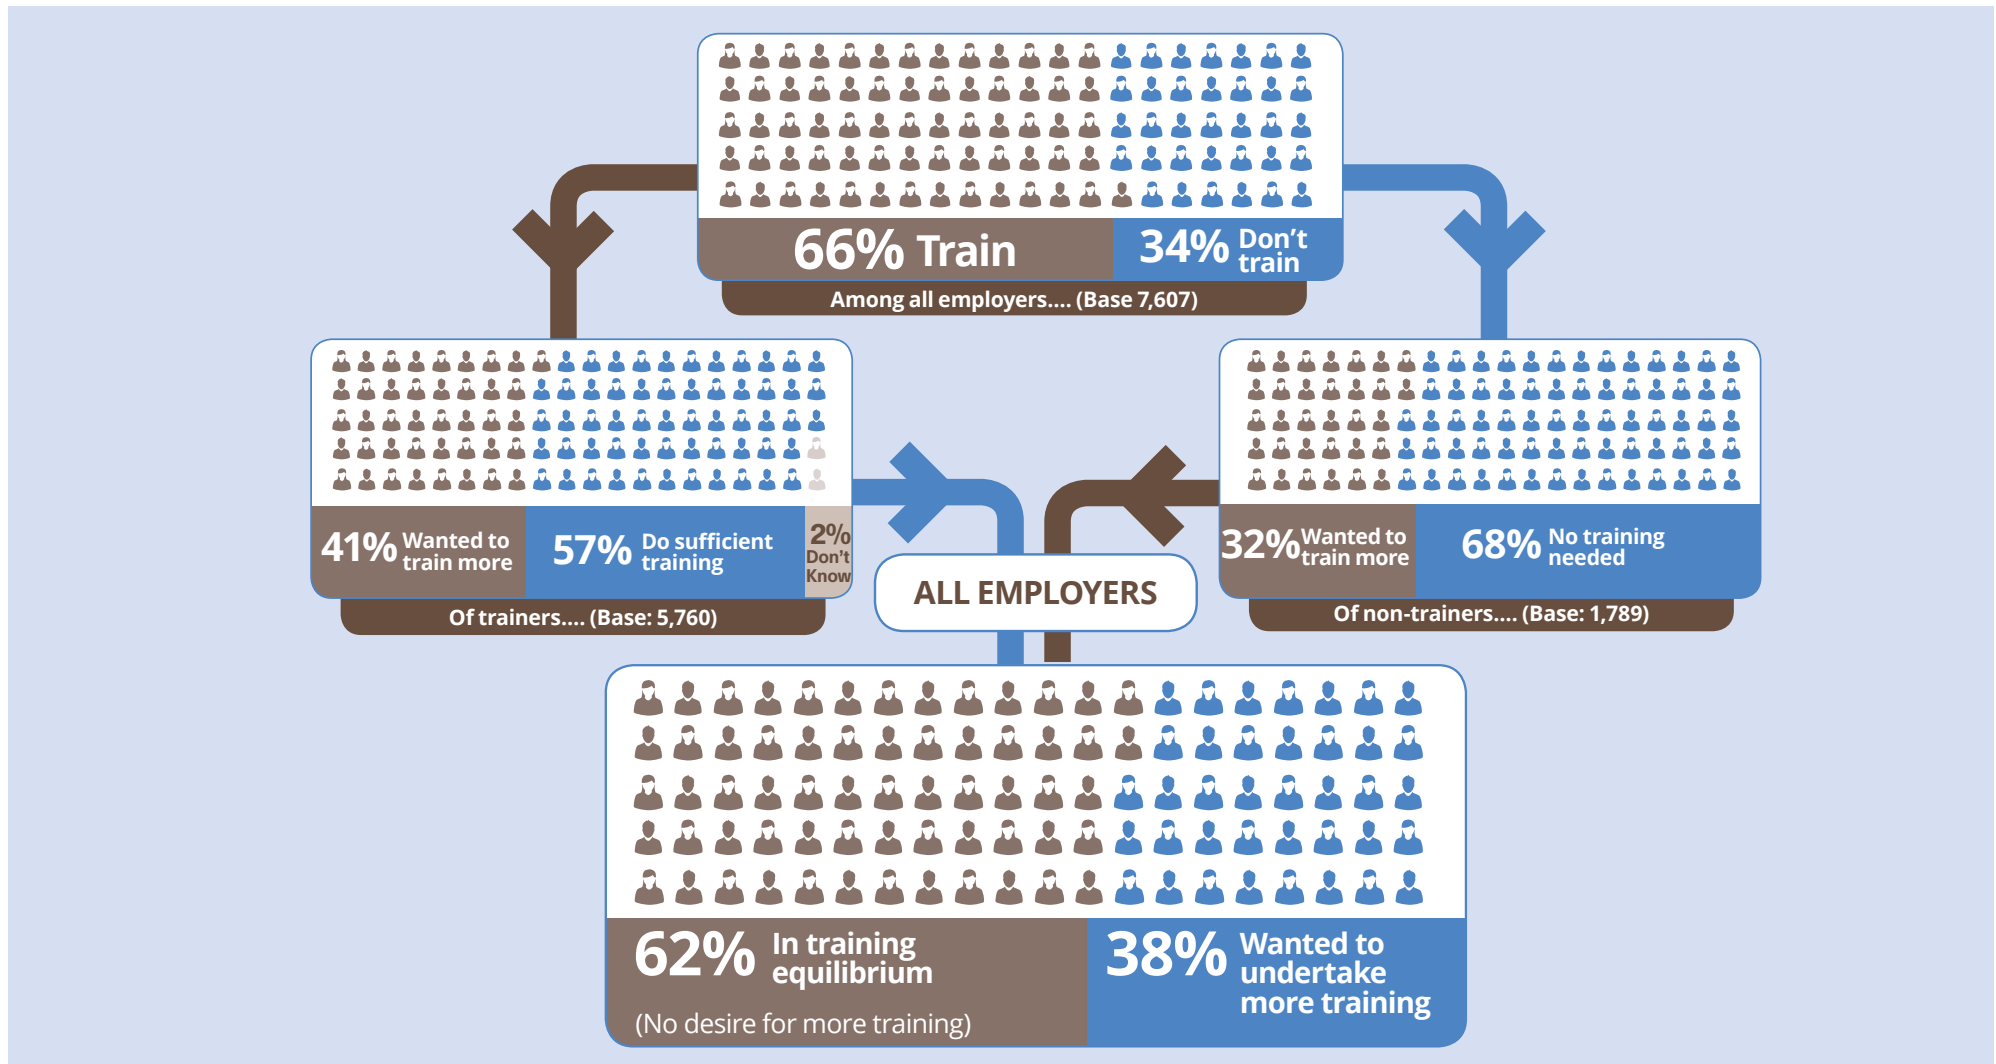 66% Train
34% Don’t
train
Among all employers.... (Base 7,607)
41% Wanted to
train more
57% Do sufficient
training
2%
Don’t
Know
Of trainers.... (Base: 5,760)
32% Wanted to
train more
68% No training
needed
Of non-trainers.... (Base: 1,789)
ALL EMPLOYERS
62% In training
equilibrium
(No desire for more training)
38% Wanted to
undertake
more training